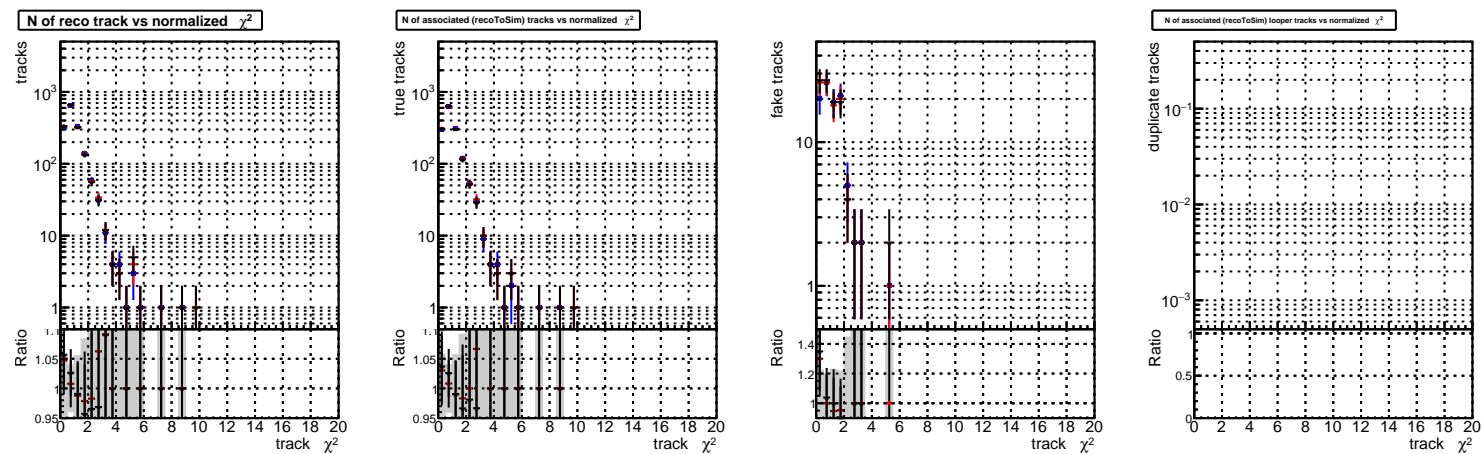 N of reco track vs normalized χ²
tracks
10³
10²
10
1
Ratio
1.1
1.05
1
0.95
0 2 4 6 8 10 12 14 16 18 20
track χ²
N of associated (recoToSim) tracks vs normalized χ²
true tracks
10³
10²
10
1
Ratio
1.1
1.05
1
0.95
0 2 4 6 8 10 12 14 16 18 20
track χ²
fake tracks
10
1
Ratio
1.4
1.2
1
0 2 4 6 8 10 12 14 16 18 20
track χ²
N of associated (recoToSim) looper tracks vs normalized χ²
duplicate tracks
10⁻¹
10⁻²
10⁻³
Ratio
1
0.5
0
0 2 4 6 8 10 12 14 16 18 20
track χ²